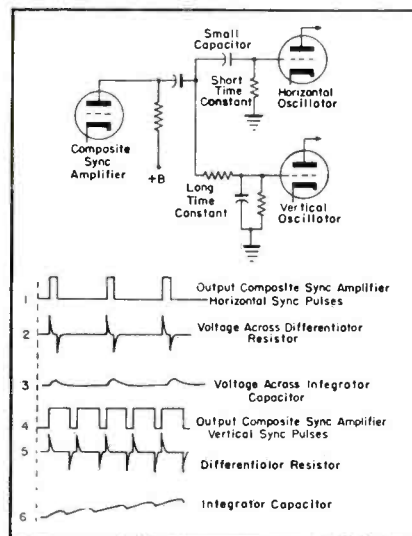 Small
Capacitor
Short
Time
Constant
Horizontal
Oscillator
Composite
Sync
Amplifier
+B
Long
Time
Constant
Vertical
Oscillator
1 Output Composite Sync Amplifier
Horizontal Sync Pulses
2 Voltage Across Differentiator
Resistor
3 Voltage Across Integrator
Capacitor
4 Output Composite Sync Amplifier
Vertical Sync Pulses
5 Differentiator Resistor
6 Integrator Capacitor